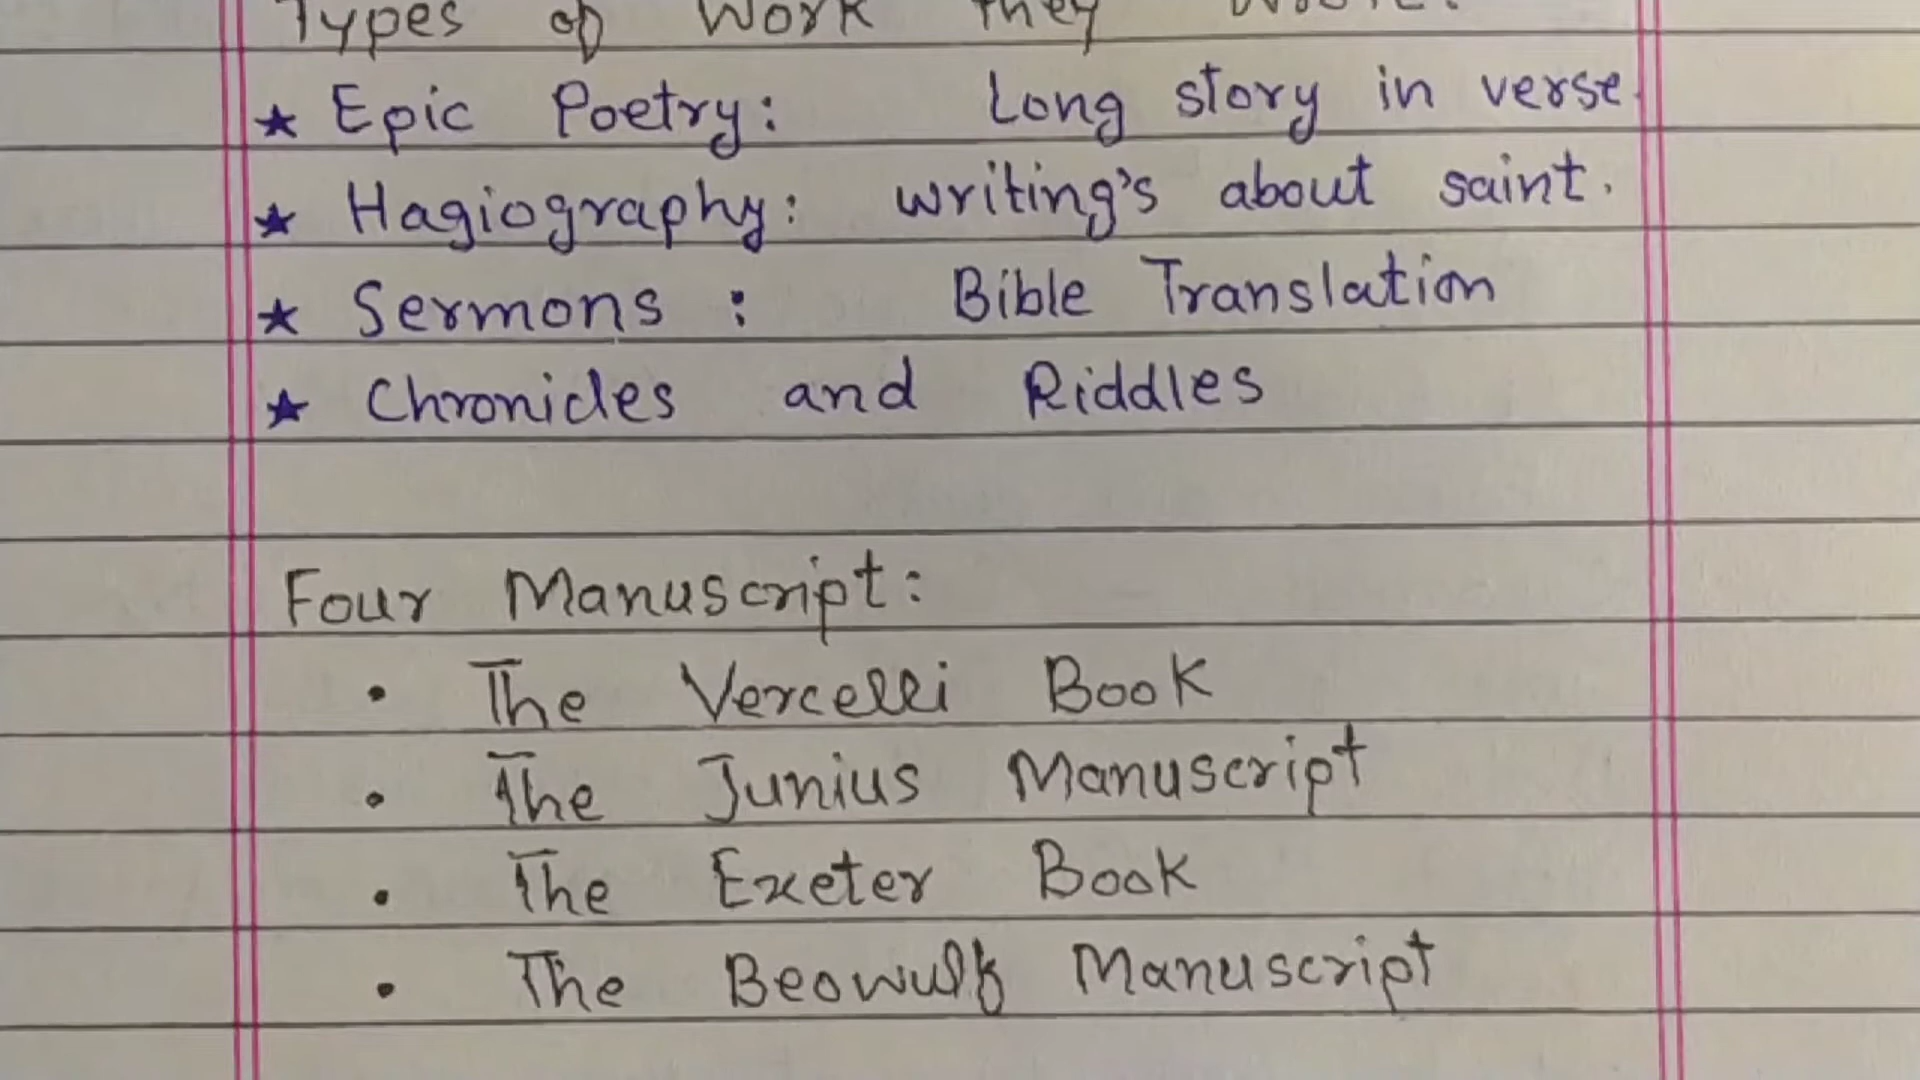 Types of Work They
★ Epic Poetry: Long story in verse.
★ Hagiography: writing's about saint.
★ Sermons : Bible Translation
★ Chronicles and Riddles
Four Manuscript:
• The Vercelli Book
• The Junius Manuscript
• The Exeter Book
• The Beowulf Manuscript